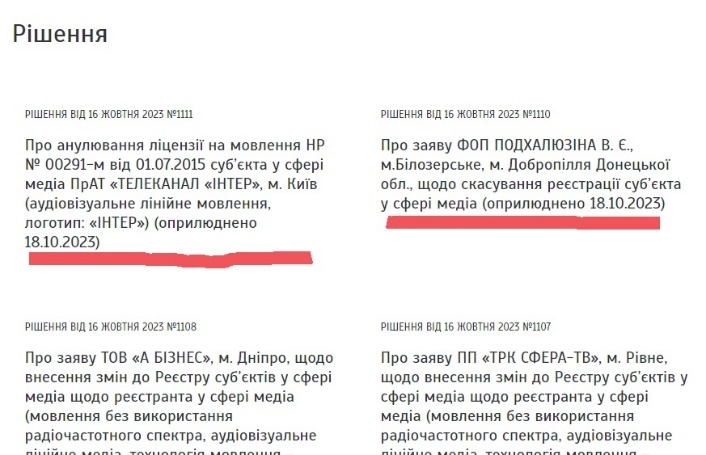 Рішення
РІШЕННЯ ВІД 16 ЖОВТНЯ 2023 №1111
Про анулювання ліцензії на мовлення НР
№ 00291-м від 01.07.2015 суб’єкта у сфері
медіа ПрАТ «ТЕЛЕКАНАЛ «ІНТЕР», м. Київ
(аудіовізуальне лінійне мовлення,
логотип: «ІНТЕР») (оприлюднено
18.10.2023)
РІШЕННЯ ВІД 16 ЖОВТНЯ 2023 №1110
Про заяву ФОП ПОДХАЛЮЗІНА В. Є.,
м.Білозерське, м. Добропілля Донецької
обл., щодо скасування реєстрації суб’єкта
у сфері медіа (оприлюднено 18.10.2023)
РІШЕННЯ ВІД 16 ЖОВТНЯ 2023 №1108
Про заяву ТОВ «А БІЗНЕС», м. Дніпро, щодо
внесення змін до Реєстру суб’єктів у сфері
медіа щодо реєстранта у сфері медіа
(мовлення без використання
радіочастотного спектра, аудіовізуальне
лінійне медіа, технологія мовлення –
РІШЕННЯ ВІД 16 ЖОВТНЯ 2023 №1107
Про заяву ПП «ТРК СФЕРА-ТВ», м. Рівне,
щодо внесення змін до Реєстру суб’єктів у
сфері медіа щодо реєстранта у сфері
медіа (мовлення без використання
радіочастотного спектра, аудіовізуальне
лінійне медіа, технологія мовлення –